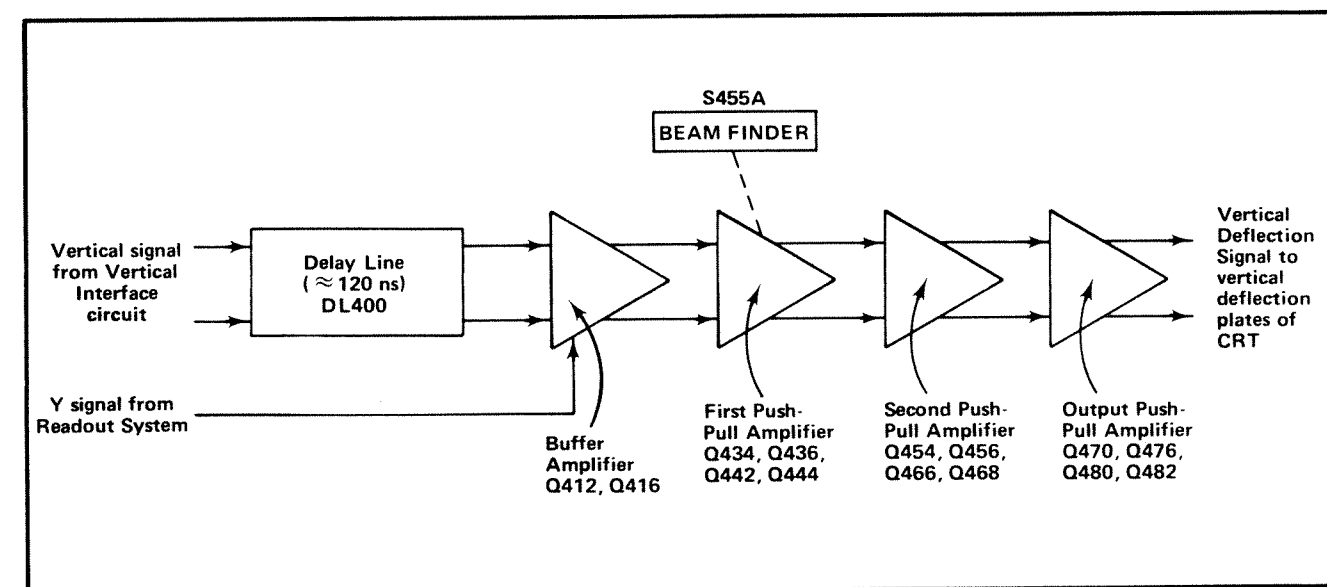 S455A
BEAM FINDER
Vertical signal
from Vertical
Interface
circuit
Delay Line
(≈120 ns)
DL400
Vertical
Deflection
Signal to
vertical
deflection
plates of
CRT
Y signal from
Readout System
Buffer
Amplifier
Q412, Q416
First Push-
Pull Amplifier
Q434, Q436,
Q442, Q444
Second Push-
Pull Amplifier
Q454, Q456,
Q466, Q468
Output Push-
Pull Amplifier
Q470, Q476,
Q480, Q482